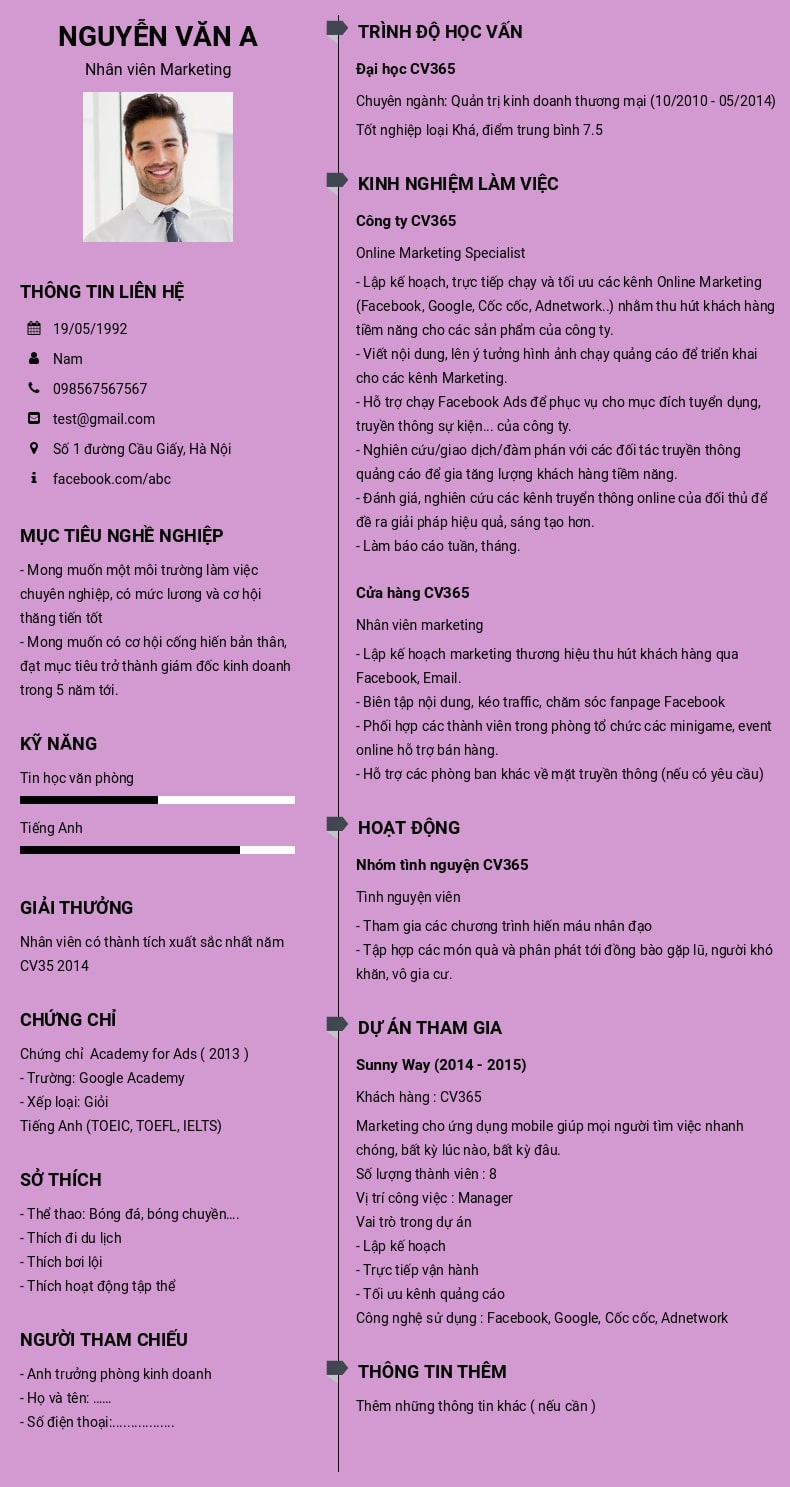 NGUYỄN VĂN A
Nhân viên Marketing
THÔNG TIN LIÊN HỆ
19/05/1992
Nam
098567567567
test@gmail.com
Số 1 đường Cầu Giấy, Hà Nội
facebook.com/abc
MỤC TIÊU NGHỀ NGHIỆP
- Mong muốn một môi trường làm việc
chuyên nghiệp, có mức lương và cơ hội
thăng tiến tốt
- Mong muốn có cơ hội cống hiến bản thân,
đạt mục tiêu trở thành giám đốc kinh doanh
trong 5 năm tới.
KỸ NĂNG
Tin học văn phòng
Tiếng Anh
GIẢI THƯỞNG
Nhân viên có thành tích xuất sắc nhất năm
CV35 2014
CHỨNG CHỈ
Chứng chỉ  Academy for Ads ( 2013 )
- Trường: Google Academy
- Xếp loại: Giỏi
Tiếng Anh (TOEIC, TOEFL, IELTS)
SỞ THÍCH
- Thể thao: Bóng đá, bóng chuyền....
- Thích đi du lịch
- Thích bơi lội
- Thích hoạt động tập thể
NGƯỜI THAM CHIẾU
- Anh trưởng phòng kinh doanh
- Họ và tên: ......
- Số điện thoại:.................
TRÌNH ĐỘ HỌC VẤN
Đại học CV365
Chuyên ngành: Quản trị kinh doanh thương mại (10/2010 - 05/2014)
Tốt nghiệp loại Khá, điểm trung bình 7.5
KINH NGHIỆM LÀM VIỆC
Công ty CV365
Online Marketing Specialist
- Lập kế hoạch, trực tiếp chạy và tối ưu các kênh Online Marketing
(Facebook, Google, Cốc cốc, Adnetwork..) nhằm thu hút khách hàng
tiềm năng cho các sản phẩm của công ty.
- Viết nội dung, lên ý tưởng hình ảnh chạy quảng cáo để triển khai
cho các kênh Marketing.
- Hỗ trợ chạy Facebook Ads để phục vụ cho mục đích tuyển dụng,
truyền thông sự kiện... của công ty.
- Nghiên cứu/giao dịch/đàm phán với các đối tác truyền thông
quảng cáo để gia tăng lượng khách hàng tiềm năng.
- Đánh giá, nghiên cứu các kênh truyển thông online của đối thủ để
đề ra giải pháp hiệu quả, sáng tạo hơn.
- Làm báo cáo tuần, tháng.
Cửa hàng CV365
Nhân viên marketing
- Lập kế hoạch marketing thương hiệu thu hút khách hàng qua
Facebook, Email.
- Biên tập nội dung, kéo traffic, chăm sóc fanpage Facebook
- Phối hợp các thành viên trong phòng tổ chức các minigame, event
online hỗ trợ bán hàng.
- Hỗ trợ các phòng ban khác về mặt truyền thông (nếu có yêu cầu)
HOẠT ĐỘNG
Nhóm tình nguyện CV365
Tình nguyện viên
- Tham gia các chương trình hiến máu nhân đạo
- Tập hợp các món quà và phân phát tới đồng bào gặp lũ, người khó
khăn, vô gia cư.
DỰ ÁN THAM GIA
Sunny Way (2014 - 2015)
Khách hàng : CV365
Marketing cho ứng dụng mobile giúp mọi người tìm việc nhanh
chóng, bất kỳ lúc nào, bất kỳ đâu.
Số lượng thành viên : 8
Vị trí công việc : Manager
Vai trò trong dự án
- Lập kế hoạch
- Trực tiếp vận hành
- Tối ưu kênh quảng cáo
Công nghệ sử dụng : Facebook, Google, Cốc cốc, Adnetwork
THÔNG TIN THÊM
Thêm những thông tin khác ( nếu cần )